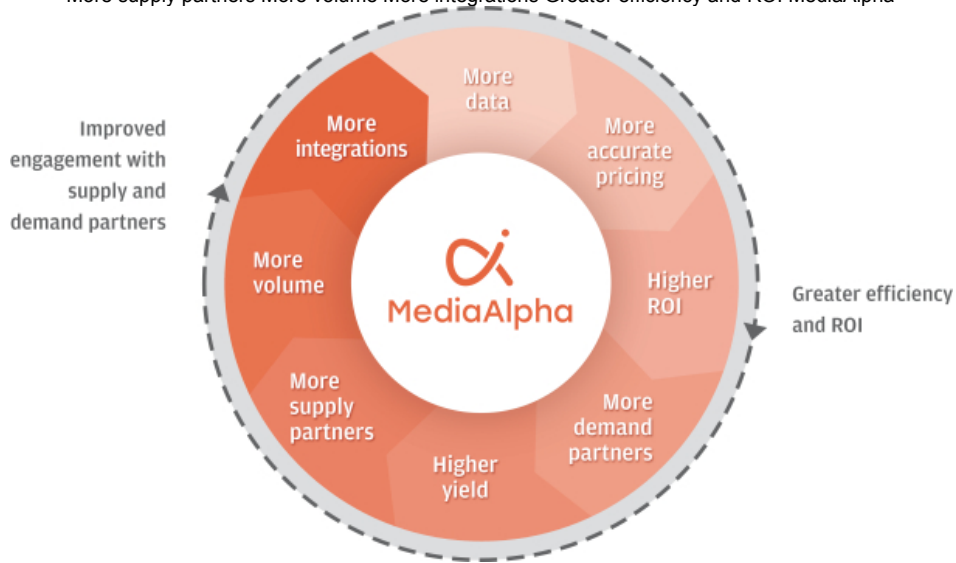 More supply partners More volume More integrations Greater efficiency and ROI MediaAlpha
More
data
More
accurate
pricing
Higher
ROI
More
demand
partners
Higher
yield
More
supply
partners
More
volume
More
integrations
Improved
engagement with
supply and
demand partners
Greater efficiency
and ROI
MediaAlpha